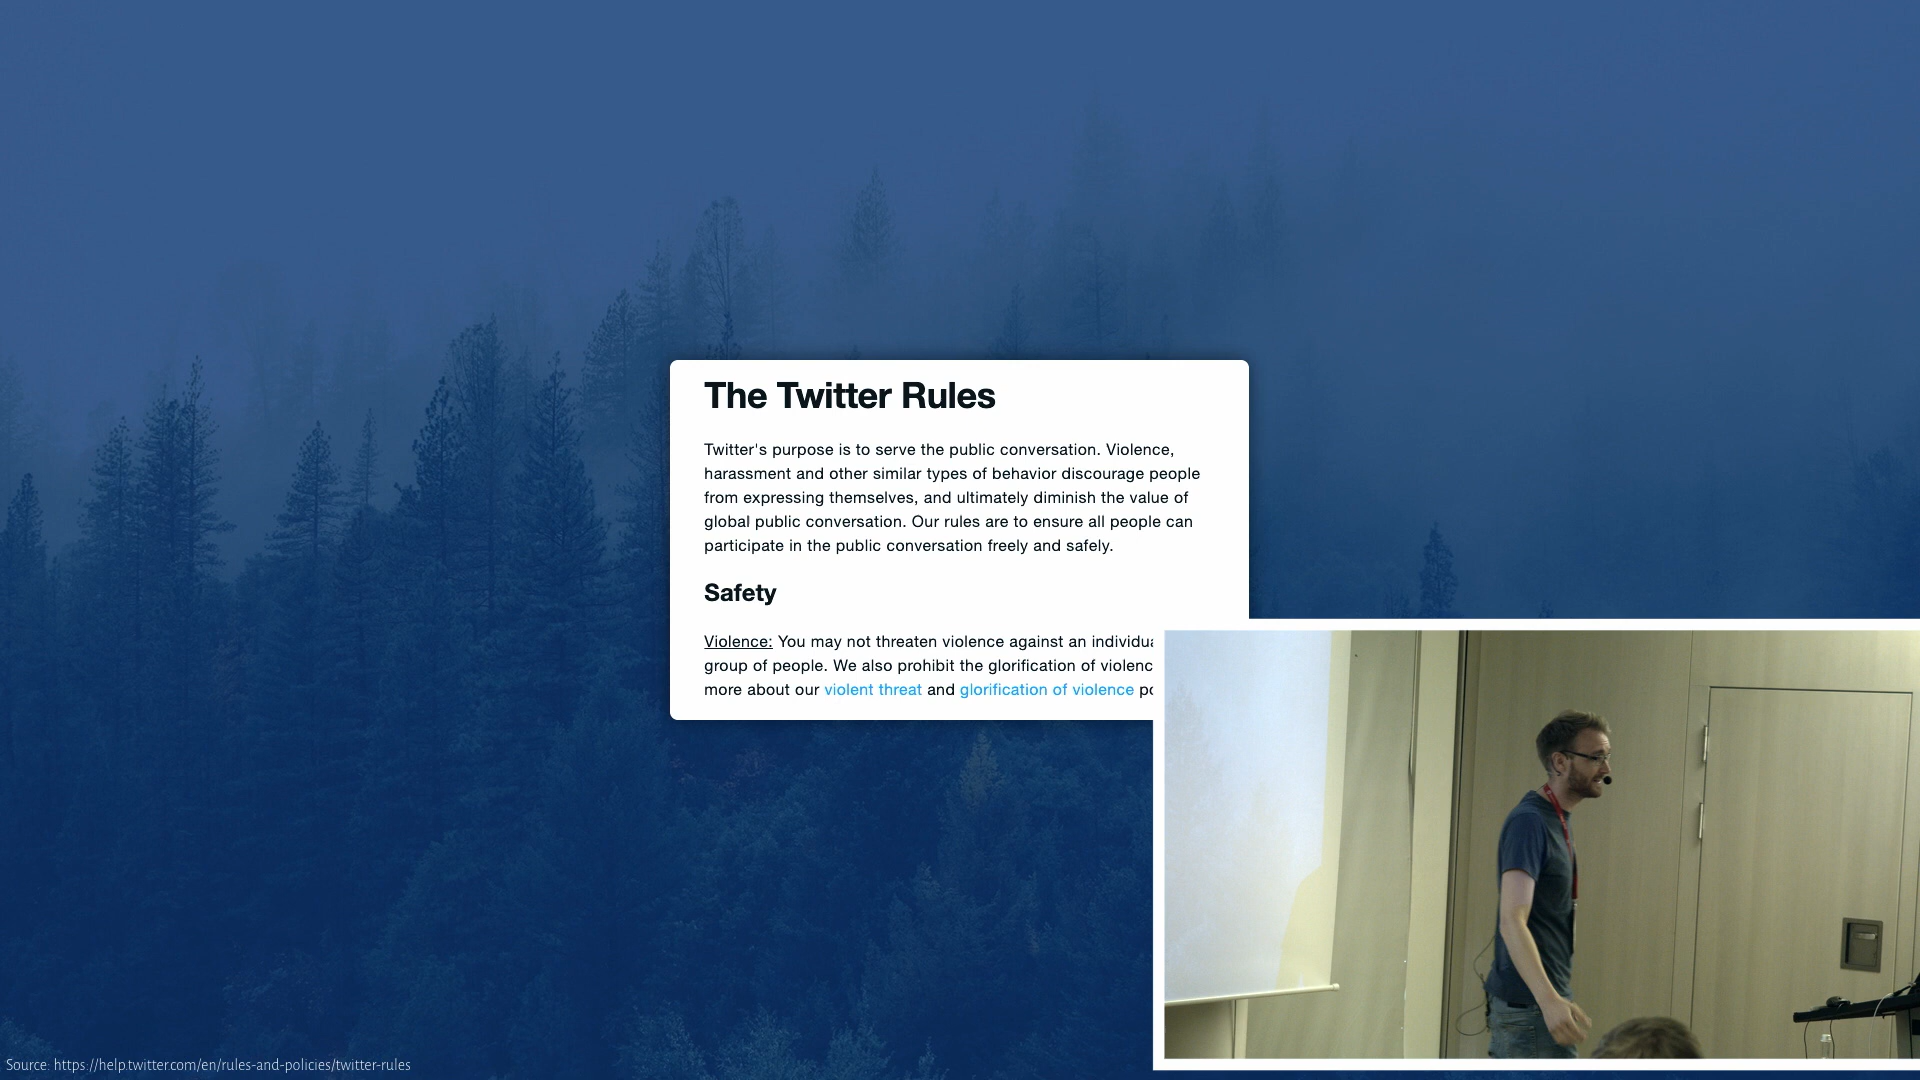 The Twitter Rules
Twitter's purpose is to serve the public conversation. Violence,
harassment and other similar types of behavior discourage people
from expressing themselves, and ultimately diminish the value of
global public conversation. Our rules are to ensure all people can
participate in the public conversation freely and safely.
Safety
Violence: You may not threaten violence against an
group of people. We also prohibit the glorification of
more about our violent threat and glorification of violence
Source: https://help.twitter.com/en/rules-and-policies/twitter-rules